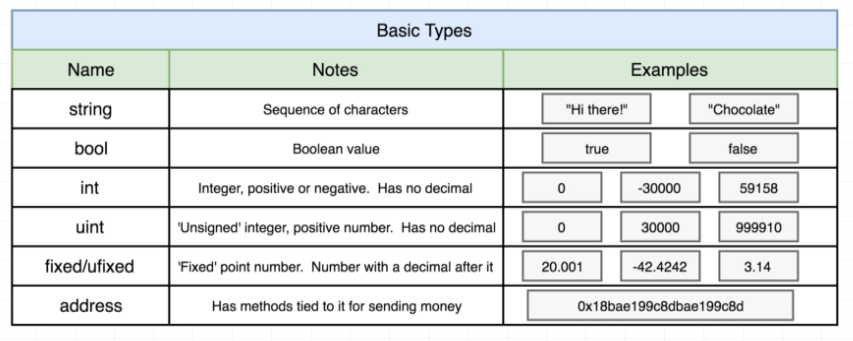 Basic Types
Name Notes Examples
string Sequence of characters "Hi there!" "Chocolate"
bool Boolean value true false
int Integer, positive or negative. Has no decimal 0 -30000 59158
uint 'Unsigned' integer, positive number. Has no decimal 0 30000 999910
fixed/ufixed 'Fixed' point number. Number with a decimal after it 20.001 -42.4242 3.14
address Has methods tied to it for sending money 0x18bae199c8dbae199c8d